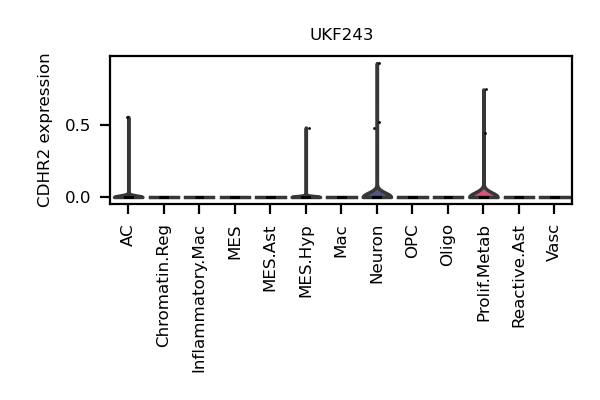 UKF243
CDHR2 expression
0.5
0.0
AC
Chromatin.Reg
Inflammatory.Mac
MES
MES.Ast
MES.Hyp
Mac
Neuron
OPC
Oligo
Prolif.Metab
Reactive.Ast
Vasc